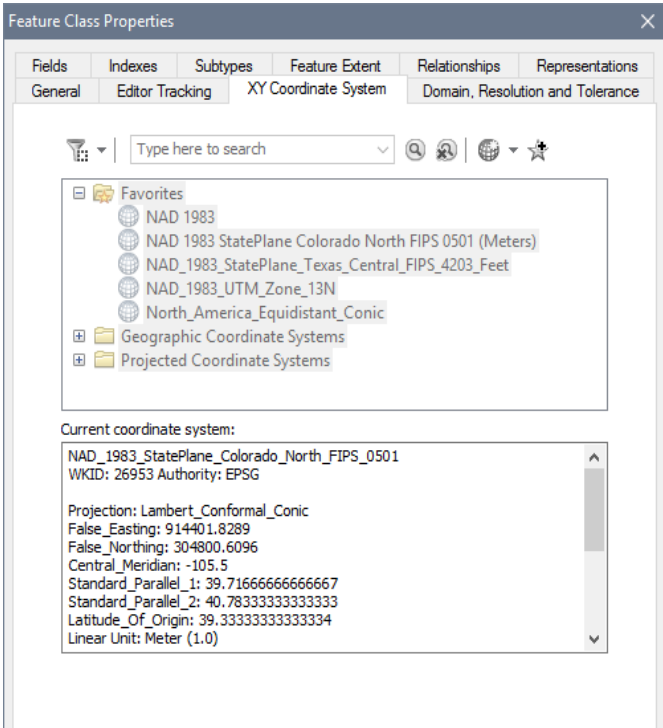 Feature Class Properties
Fields Indexes Subtypes Feature Extent Relationships Representations
General Editor Tracking XY Coordinate System Domain, Resolution and Tolerance
Type here to search
Favorites
NAD 1983
NAD 1983 StatePlane Colorado North FIPS 0501 (Meters)
NAD_1983_StatePlane_Texas_Central_FIPS_4203_Feet
NAD_1983_UTM_Zone_13N
North_America_Equidistant_Conic
Geographic Coordinate Systems
Projected Coordinate Systems
Current coordinate system:
NAD_1983_StatePlane_Colorado_North_FIPS_0501
WKID: 26953 Authority: EPSG
Projection: Lambert_Conformal_Conic
False_Easting: 914401.8289
False_Northing: 304800.6096
Central_Meridian: -105.5
Standard_Parallel_1: 39.71666666666667
Standard_Parallel_2: 40.78333333333333
Latitude_Of_Origin: 39.33333333333334
Linear Unit: Meter (1.0)